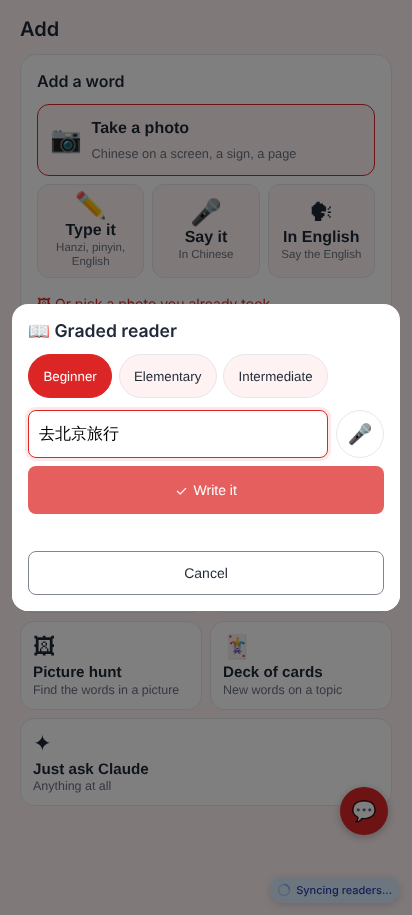 Add
Add a word
Take a photo
Chinese on a screen, a sign, a page
Type it
Hanzi, pinyin,
English
Say it
In Chinese
In English
Say the English
Or pick a photo you already took
Graded reader
Beginner
Elementary
Intermediate
去北京旅行
✓ Write it
Cancel
Picture hunt
Find the words in a picture
Deck of cards
New words on a topic
Just ask Claude
Anything at all
Syncing readers...